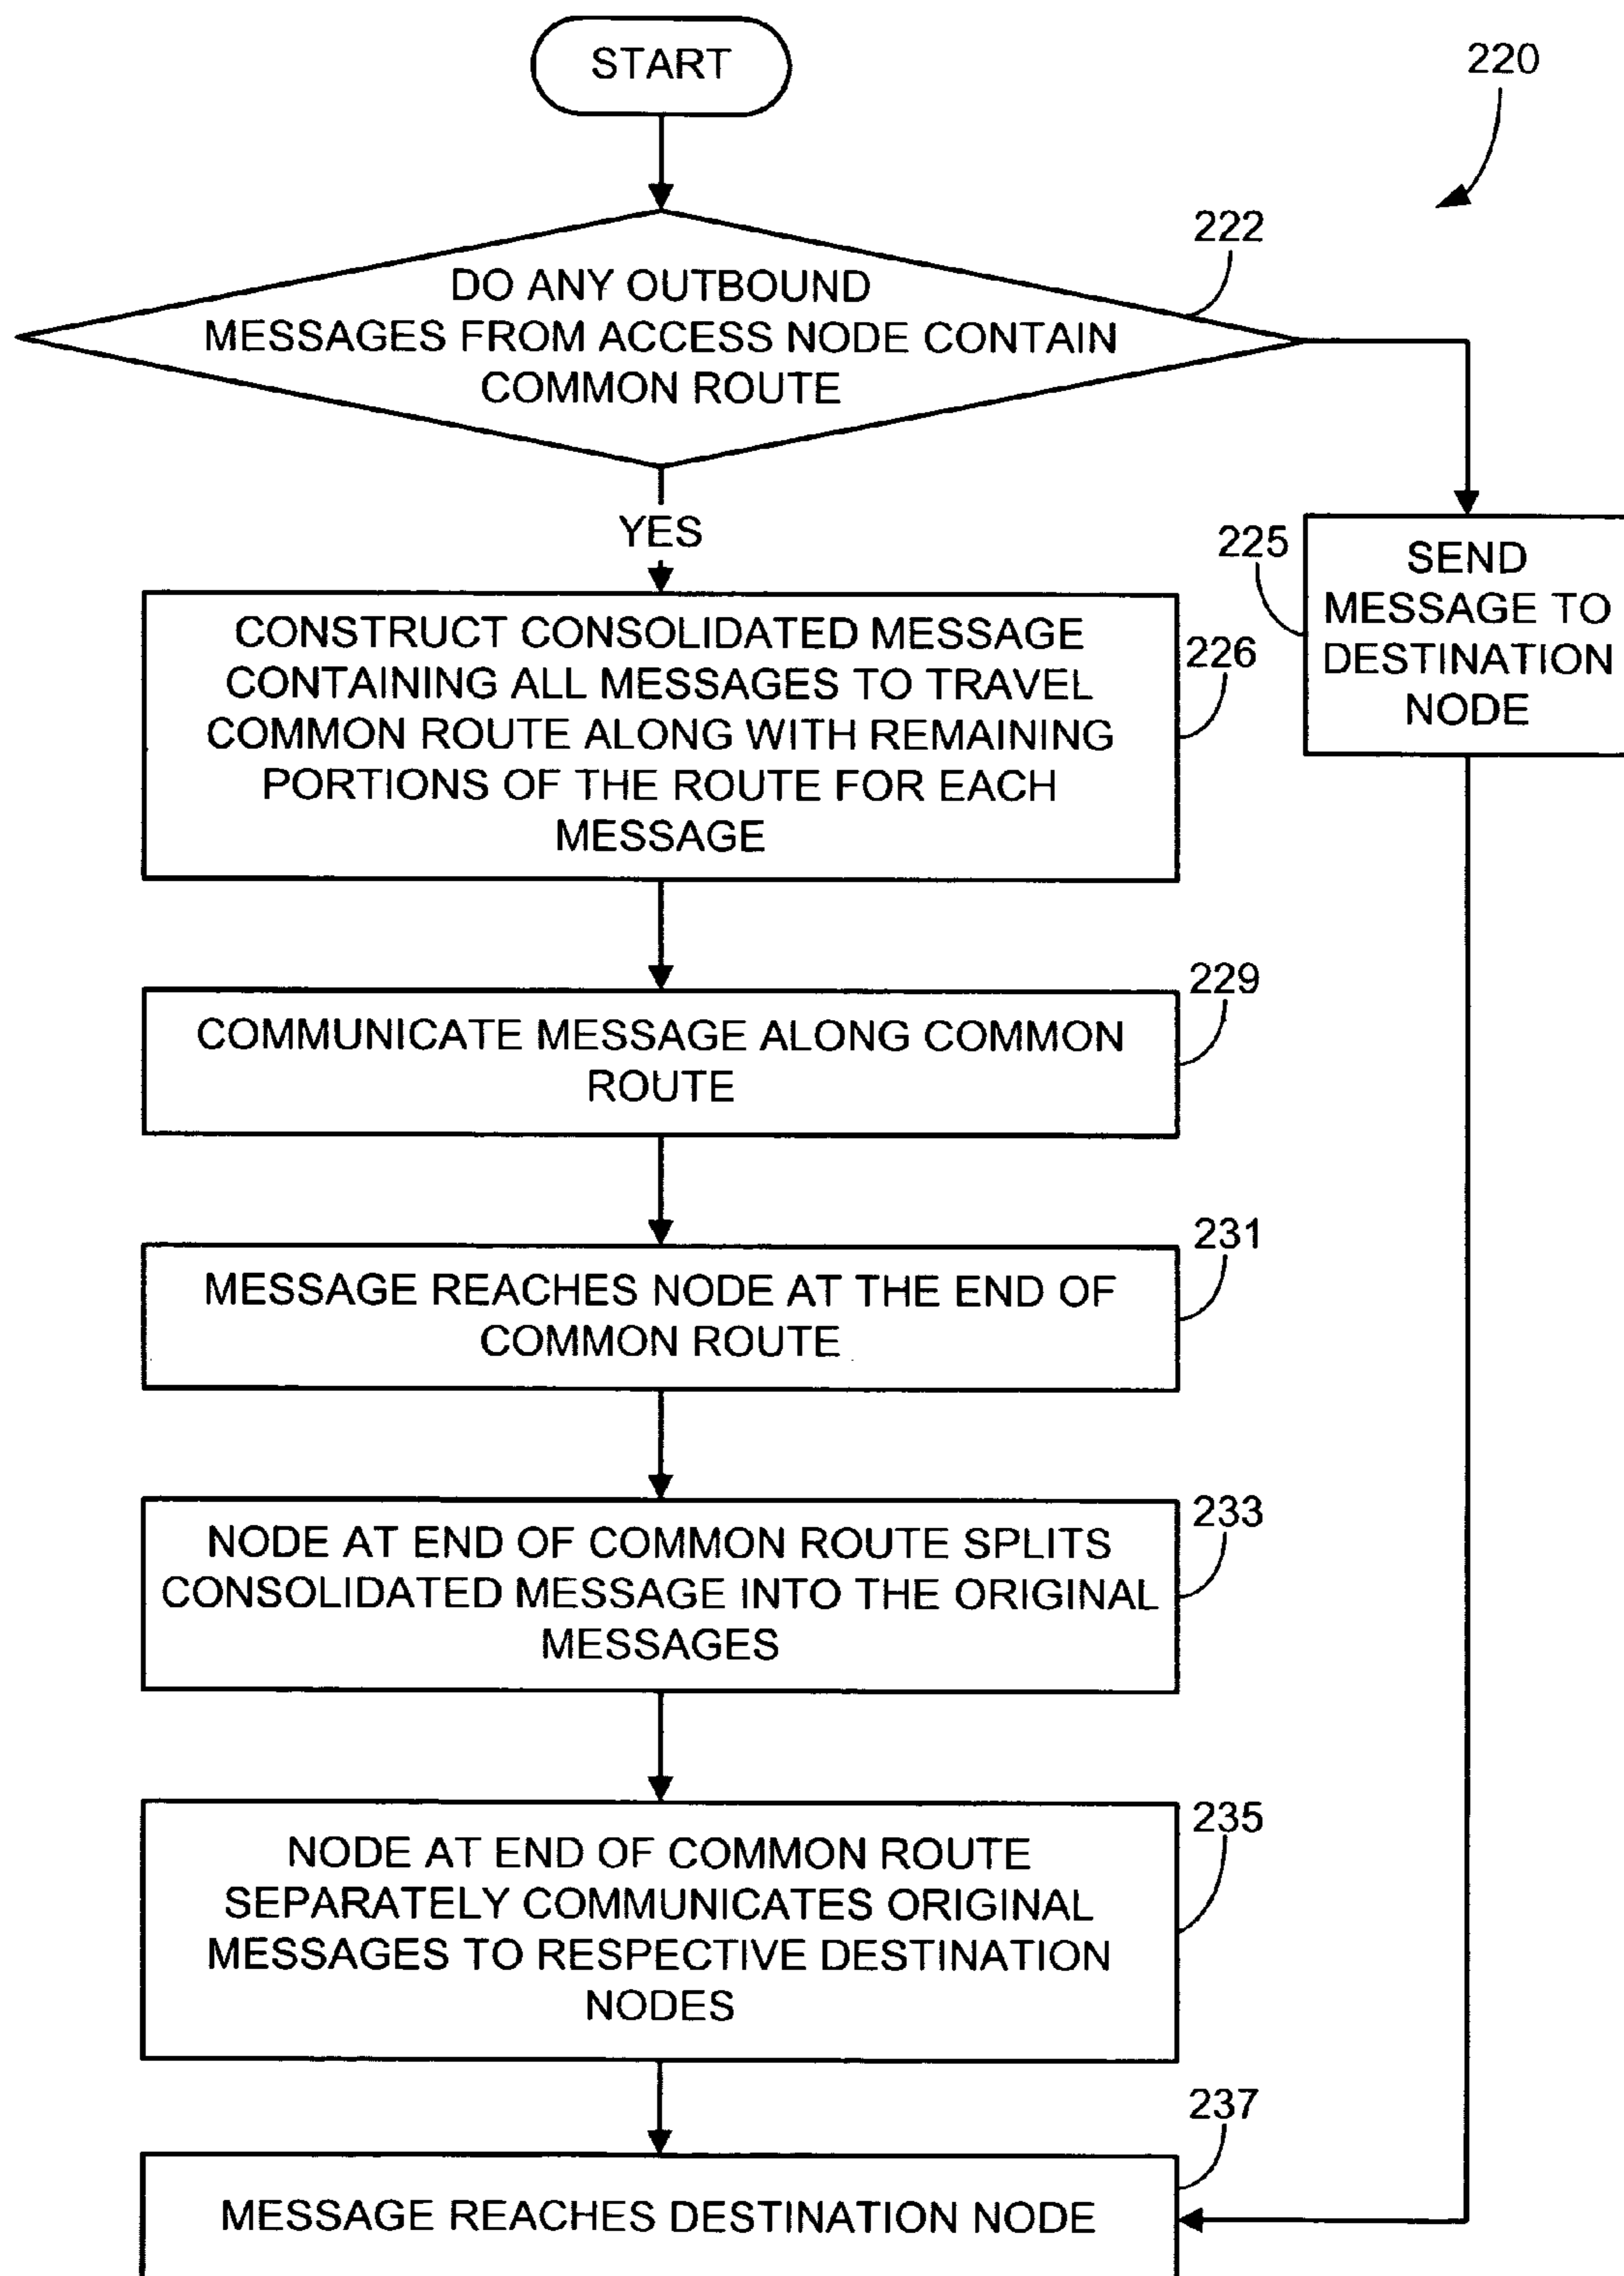 START
220
222
DO ANY OUTBOUND
MESSAGES FROM ACCESS NODE CONTAIN
COMMON ROUTE
YES
225
SEND
MESSAGE TO
DESTINATION
NODE
CONSTRUCT CONSOLIDATED MESSAGE
CONTAINING ALL MESSAGES TO TRAVEL
COMMON ROUTE ALONG WITH REMAINING
PORTIONS OF THE ROUTE FOR EACH
MESSAGE
226
229
COMMUNICATE MESSAGE ALONG COMMON
ROUTE
231
MESSAGE REACHES NODE AT THE END OF
COMMON ROUTE
233
NODE AT END OF COMMON ROUTE SPLITS
CONSOLIDATED MESSAGE INTO THE ORIGINAL
MESSAGES
235
NODE AT END OF COMMON ROUTE
SEPARATELY COMMUNICATES ORIGINAL
MESSAGES TO RESPECTIVE DESTINATION
NODES
237
MESSAGE REACHES DESTINATION NODE